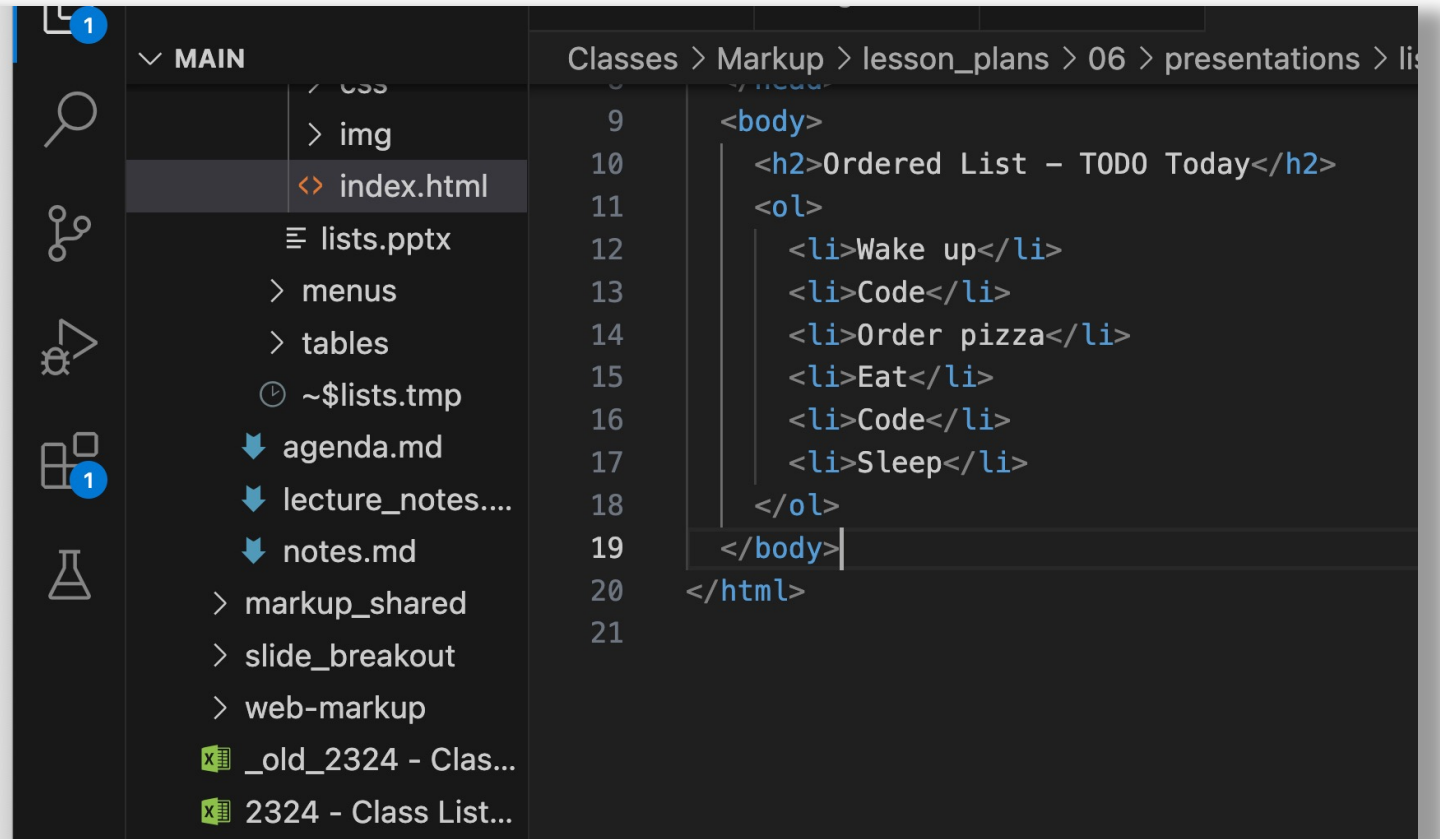 1
MAIN
css
img
index.html
lists.pptx
menus
tables
~$lists.tmp
agenda.md
lecture_notes....
notes.md
markup_shared
slide_breakout
web-markup
_old_2324 - Clas...
2324 - Class List...
1
Classes > Markup > lesson_plans > 06 > presentations >
8 </head>
9 <body>
10 <h2>Ordered List – TODO Today</h2>
11 <ol>
12 <li>Wake up</li>
13 <li>Code</li>
14 <li>Order pizza</li>
15 <li>Eat</li>
16 <li>Code</li>
17 <li>Sleep</li>
18 </ol>
19 </body>
20 </html>
21